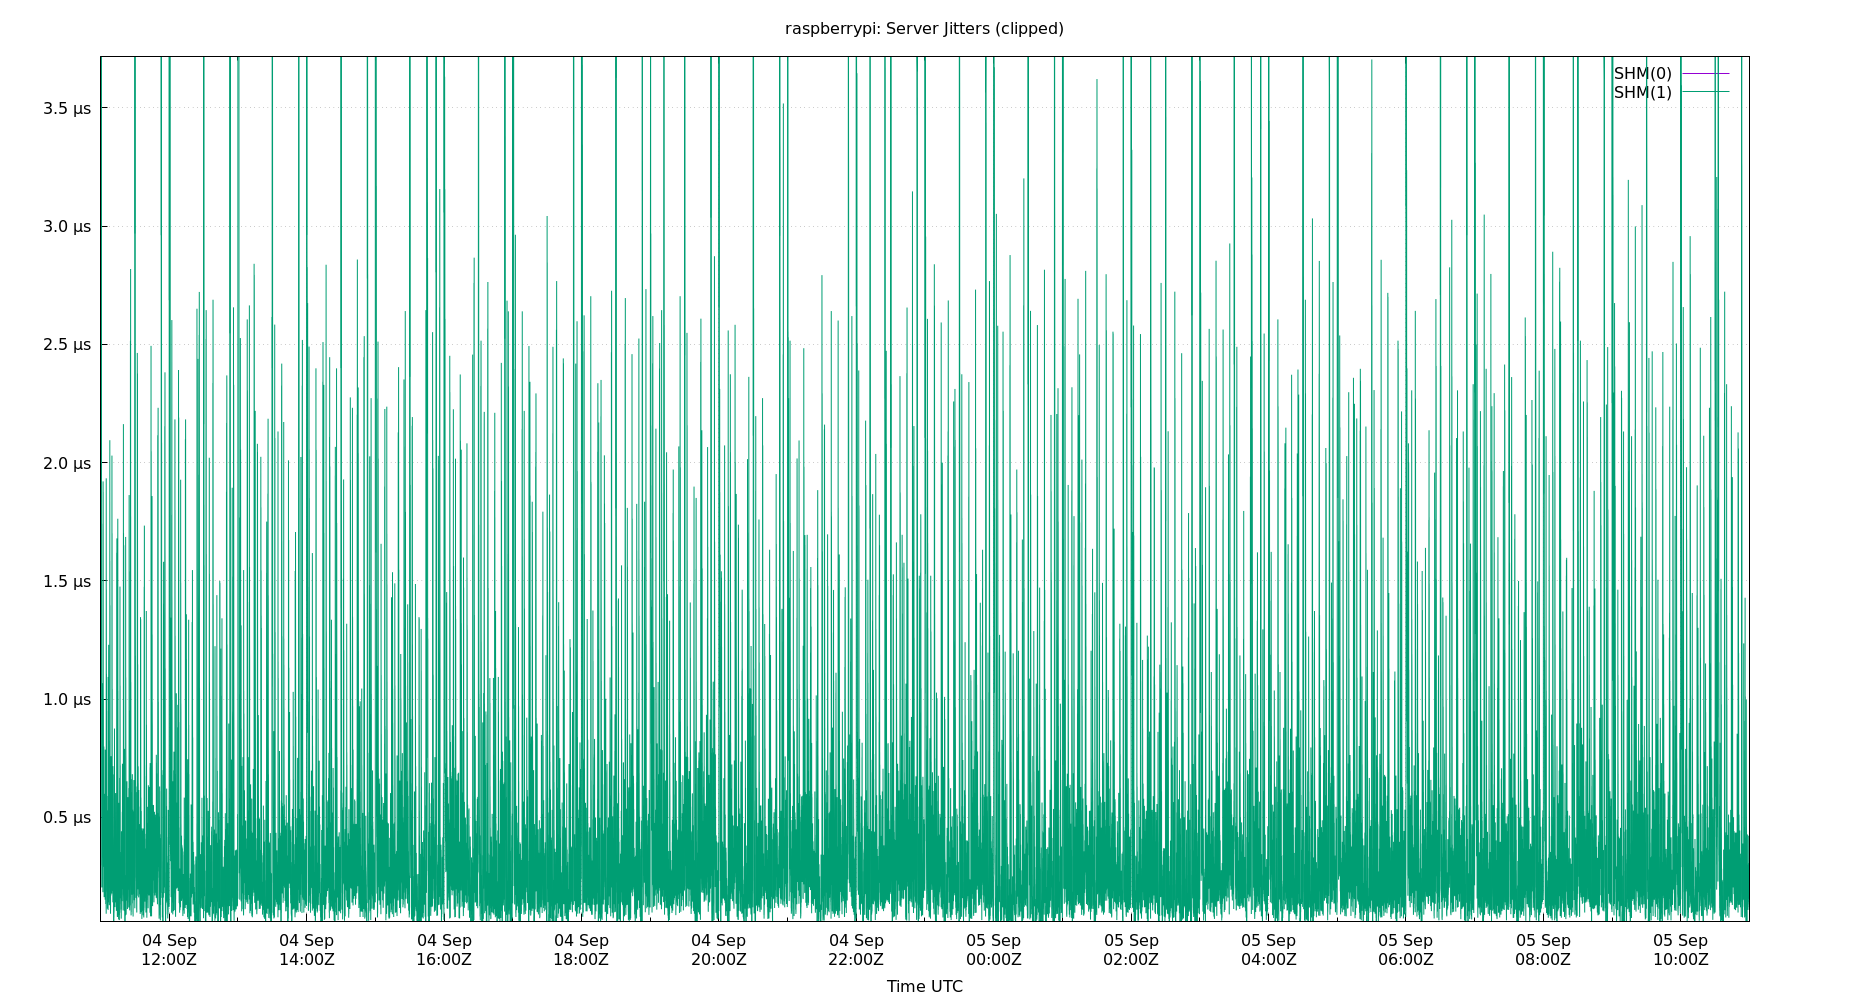 raspberrypi: Server Jitters (clipped)
SHM(0)
SHM(1)
3.5 µs
3.0 µs
2.5 µs
2.0 µs
1.5 µs
1.0 µs
0.5 µs
04 Sep 04 Sep 04 Sep 04 Sep 04 Sep 04 Sep 05 Sep 05 Sep 05 Sep 05 Sep 05 Sep 05 Sep
12:00Z 14:00Z 16:00Z 18:00Z 20:00Z 22:00Z 00:00Z 02:00Z 04:00Z 06:00Z 08:00Z 10:00Z
Time UTC